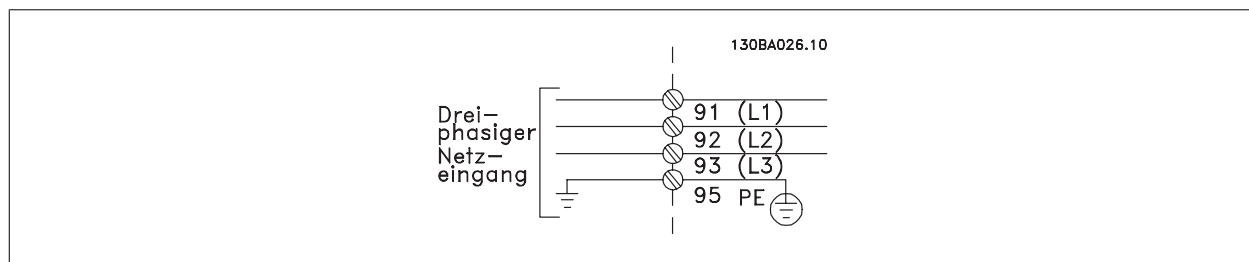 130BA026.10
Drei-
phasiger
Netz-
eingang
91 (L1)
92 (L2)
93 (L3)
95 PE